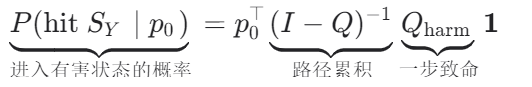 P(hit S_Y | p_0) = p_0^⊤ (I − Q)^{−1} Q_harm 1
进入有害状态的概率 路径累积 一步致命